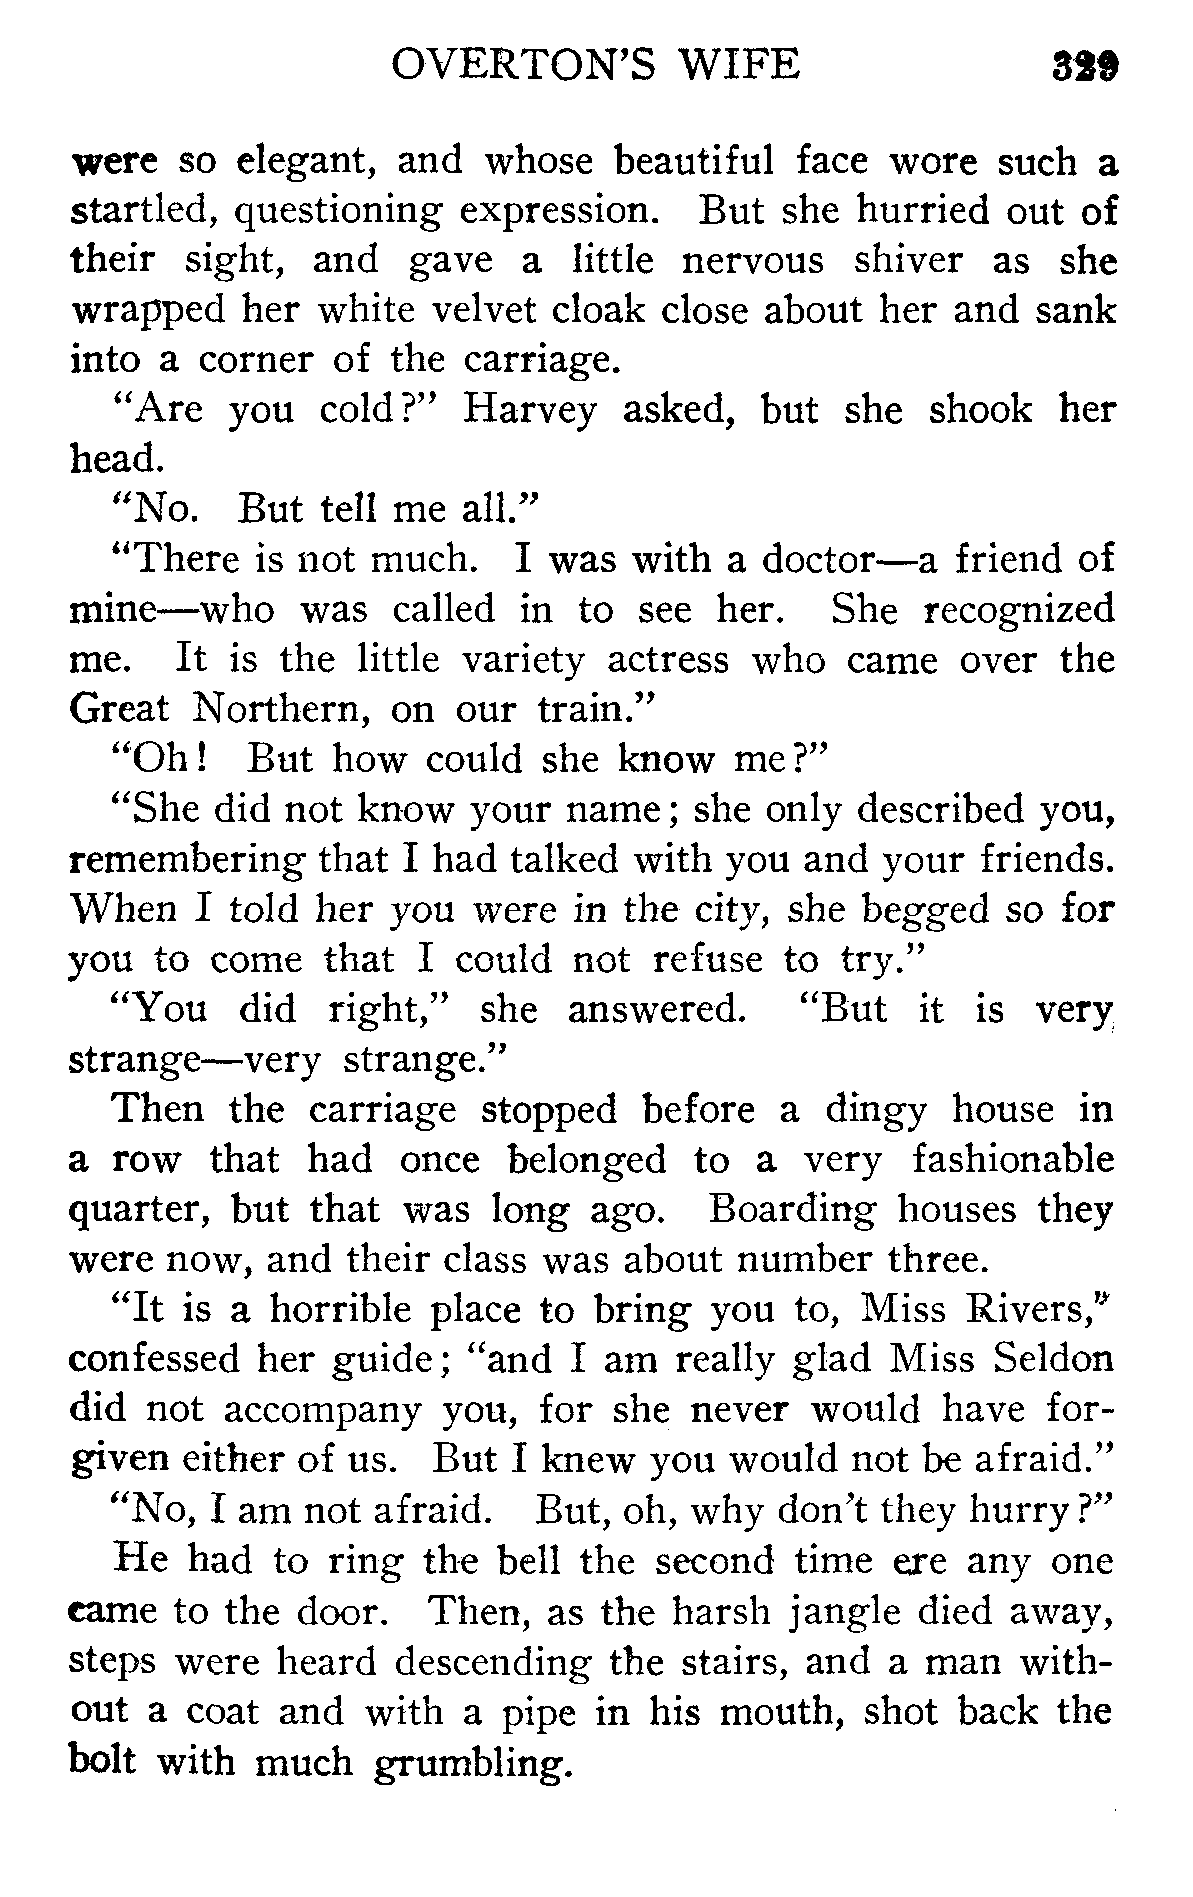 OVERTON'S WIFE 329
were so elegant, and whose beautiful face wore such a
startled, questioning expression. But she hurried out of
their sight, and gave a little nervous shiver as she
wrapped her white velvet cloak close about her and sank
into a corner of the carriage.
"Are you cold?" Harvey asked, but she shook her
head.
"No. But tell me all."
"There is not much. I was with a doctor—a friend of
mine—who was called in to see her. She recognized
me. It is the little variety actress who came over the
Great Northern, on our train."
"Oh! But how could she know me?"
"She did not know your name; she only described you,
remembering that I had talked with you and your friends.
When I told her you were in the city, she begged so for
you to come that I could not refuse to try."
"You did right," she answered. "But it is very
strange—very strange."
Then the carriage stopped before a dingy house in
a row that had once belonged to a very fashionable
quarter, but that was long ago. Boarding houses they
were now, and their class was about number three.
"It is a horrible place to bring you to, Miss Rivers,"
confessed her guide; "and I am really glad Miss Seldon
did not accompany you, for she never would have for-
given either of us. But I knew you would not be afraid."
"No, I am not afraid. But, oh, why don't they hurry?"
He had to ring the bell the second time ere any one
came to the door. Then, as the harsh jangle died away,
steps were heard descending the stairs, and a man with-
out a coat and with a pipe in his mouth, shot back the
bolt with much grumbling.